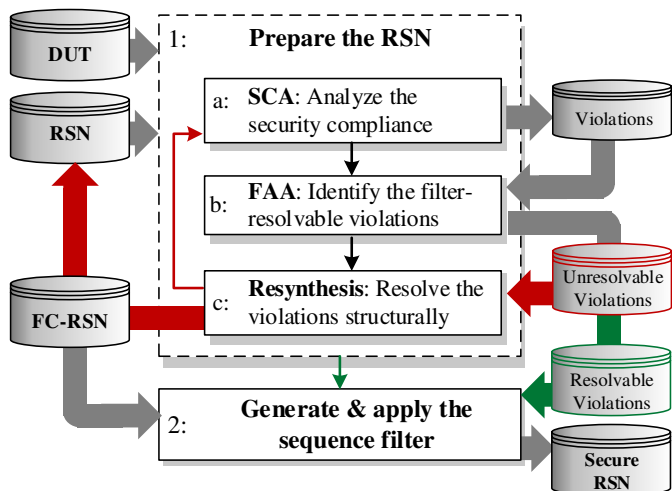 DUT
RSN
1:
Prepare the RSN
a:
SCA: Analyze the
security compliance
Violations
b:
FAA: Identify the filter-
resolvable violations
c:
Resynthesis: Resolve the
violations structurally
Unresolvable
Violations
FC-RSN
Resolvable
Violations
2:
Generate & apply the
sequence filter
Secure
RSN